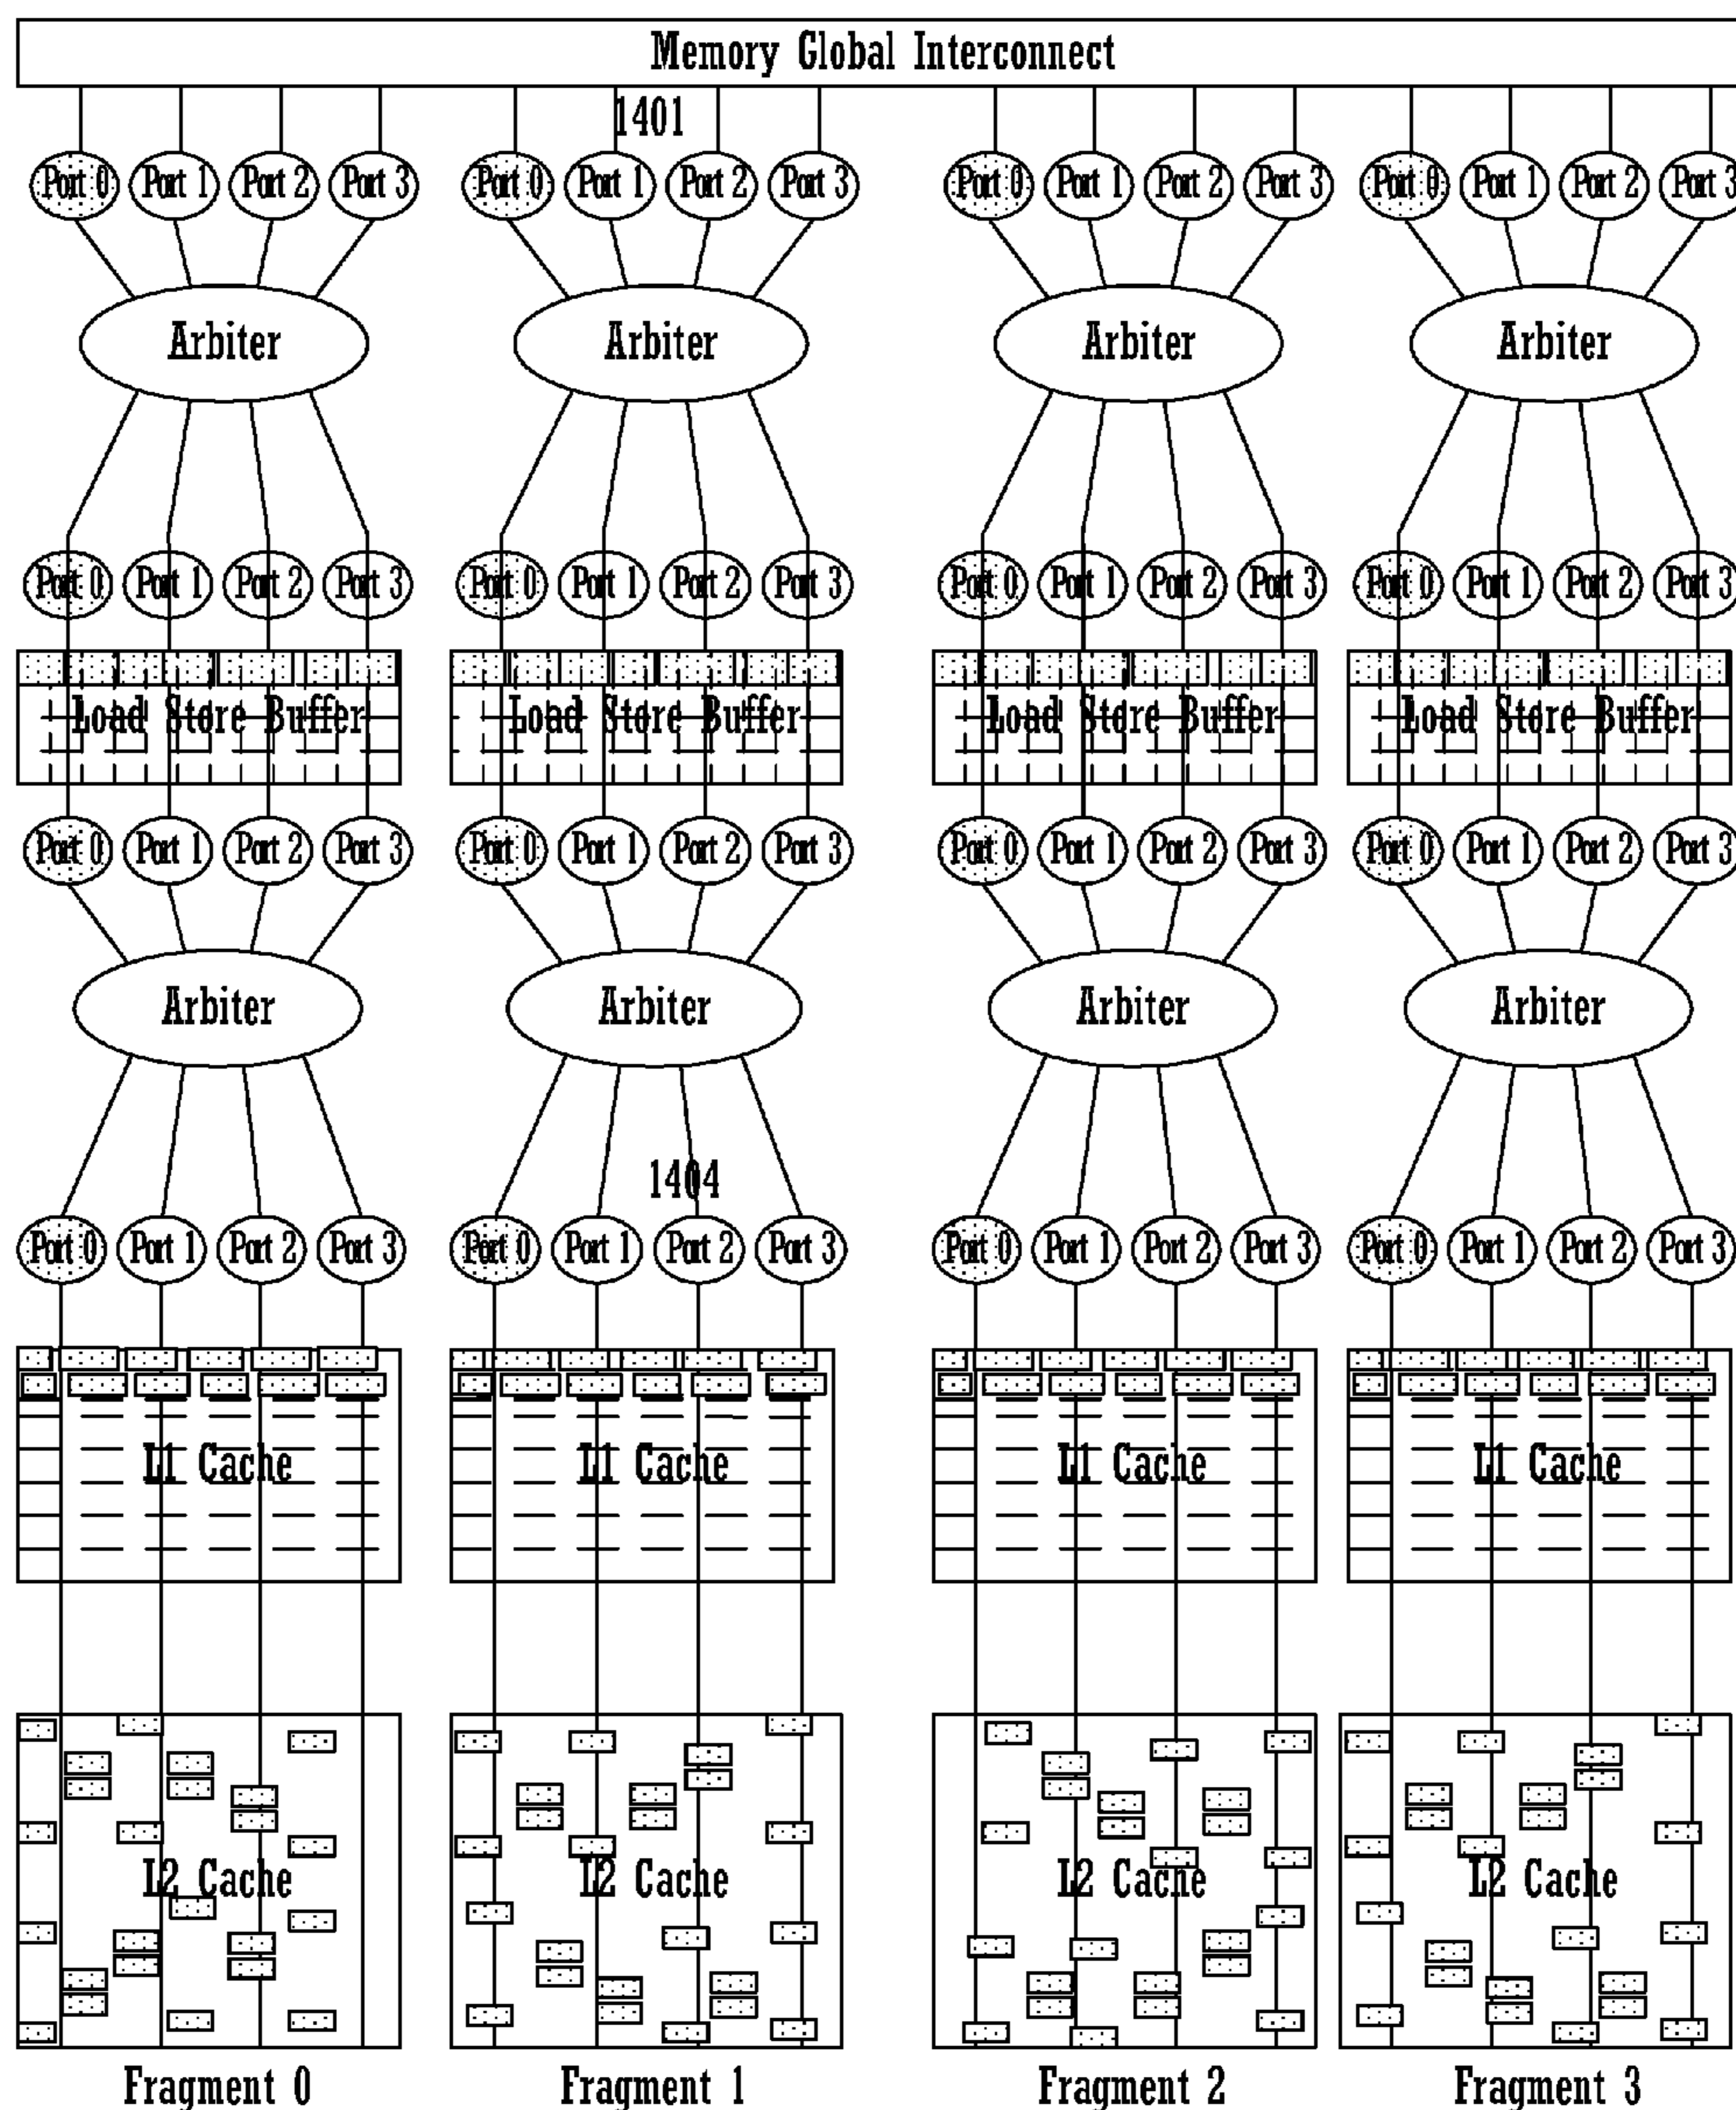 Memory Global Interconnect
1401
Port 0 Port 1 Port 2 Port 3 Port 0 Port 1 Port 2 Port 3 Port 0 Port 1 Port 2 Port 3 Port 0 Port 1 Port 2 Port 3
Arbiter Arbiter Arbiter Arbiter
Port 0 Port 1 Port 2 Port 3 Port 0 Port 1 Port 2 Port 3 Port 0 Port 1 Port 2 Port 3 Port 0 Port 1 Port 2 Port 3
Load Store Buffer Load Store Buffer Load Store Buffer Load Store Buffer
Port 0 Port 1 Port 2 Port 3 Port 0 Port 1 Port 2 Port 3 Port 0 Port 1 Port 2 Port 3 Port 0 Port 1 Port 2 Port 3
Arbiter Arbiter Arbiter Arbiter
1404
Port 0 Port 1 Port 2 Port 3 Port 0 Port 1 Port 2 Port 3 Port 0 Port 1 Port 2 Port 3 Port 0 Port 1 Port 2 Port 3
L1 Cache L1 Cache L1 Cache L1 Cache
L2 Cache L2 Cache L2 Cache L2 Cache
Fragment 0 Fragment 1 Fragment 2 Fragment 3